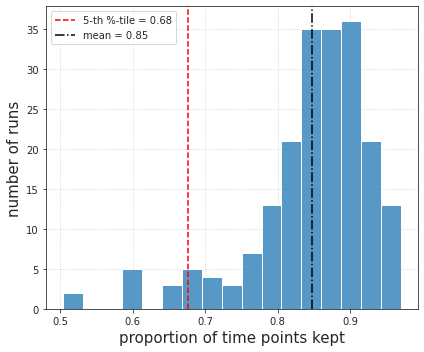 5-th %-tile = 0.68
mean = 0.85
number of runs
35
30
25
20
15
10
5
0
0.5 0.6 0.7 0.8 0.9
proportion of time points kept